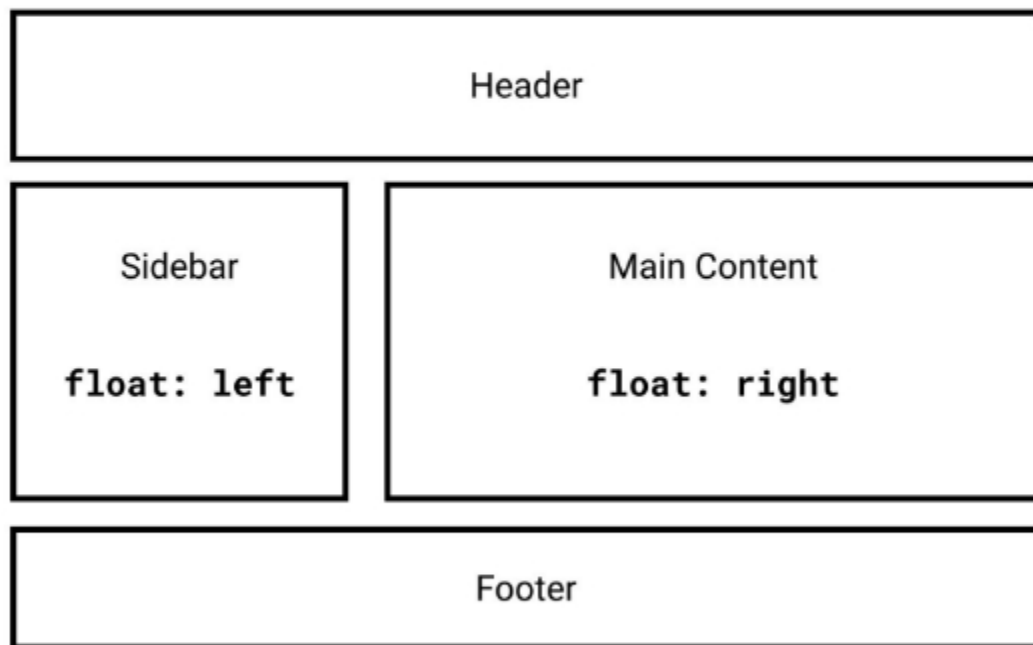 Header
Sidebar
float: left
Main Content
float: right
Footer